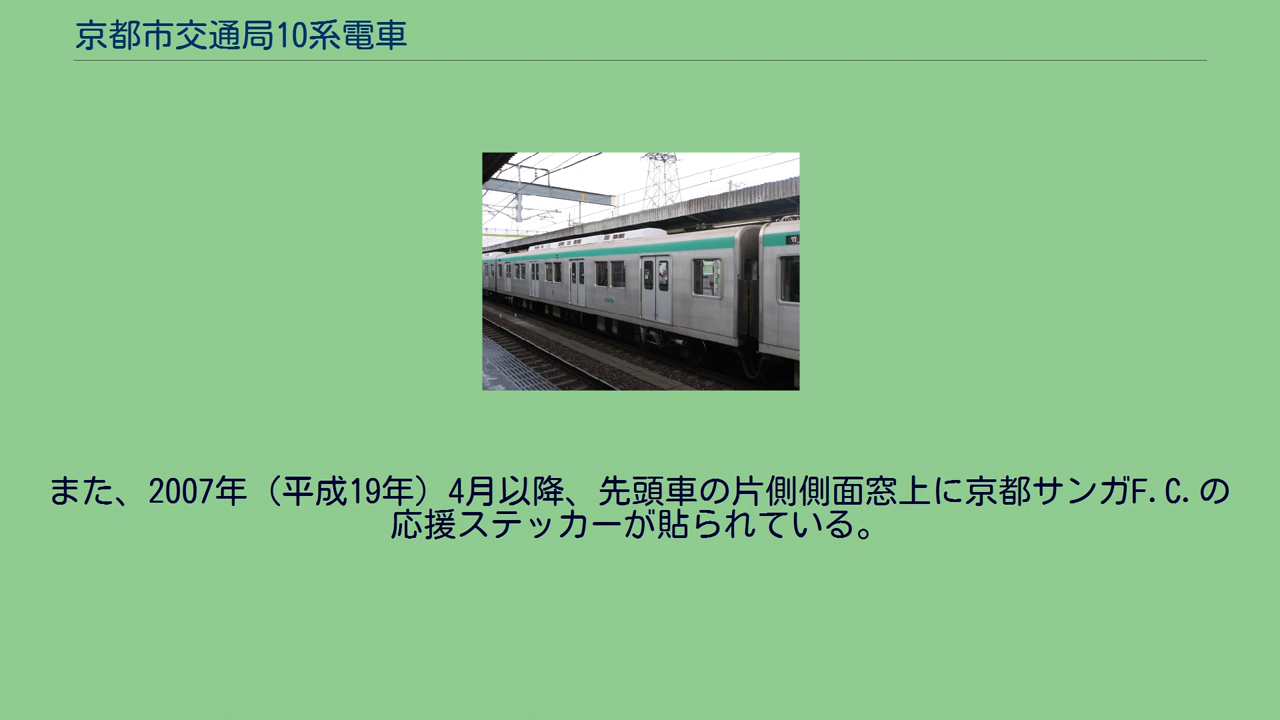 京都市交通局10系電車
また、2007年（平成19年）4月以降、先頭車の片側側面窓上に京都サンガF.C.の
応援ステッカーが貼られている。